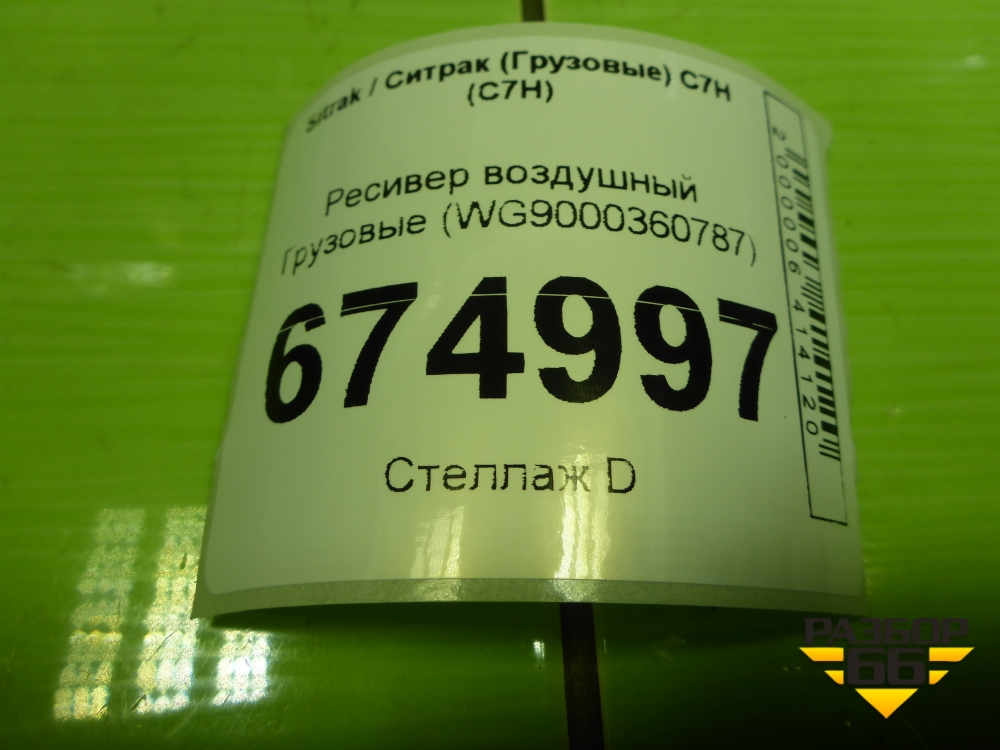 Sitrak / Ситрак (Грузовые) C7H
(C7H)
Ресивер воздушный
Грузовые (WG9000360787)
674997
Стеллаж D
2000006414120
РАЗБОР
66